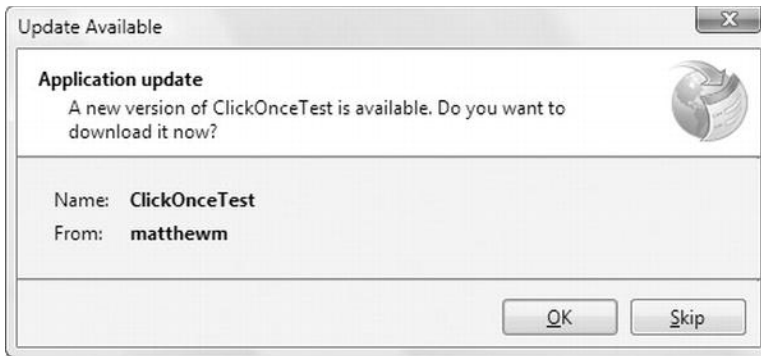 Update Available
Application update
A new version of ClickOnceTest is available. Do you want to
download it now?
Name: ClickOnceTest
From: matthewm
OK Skip